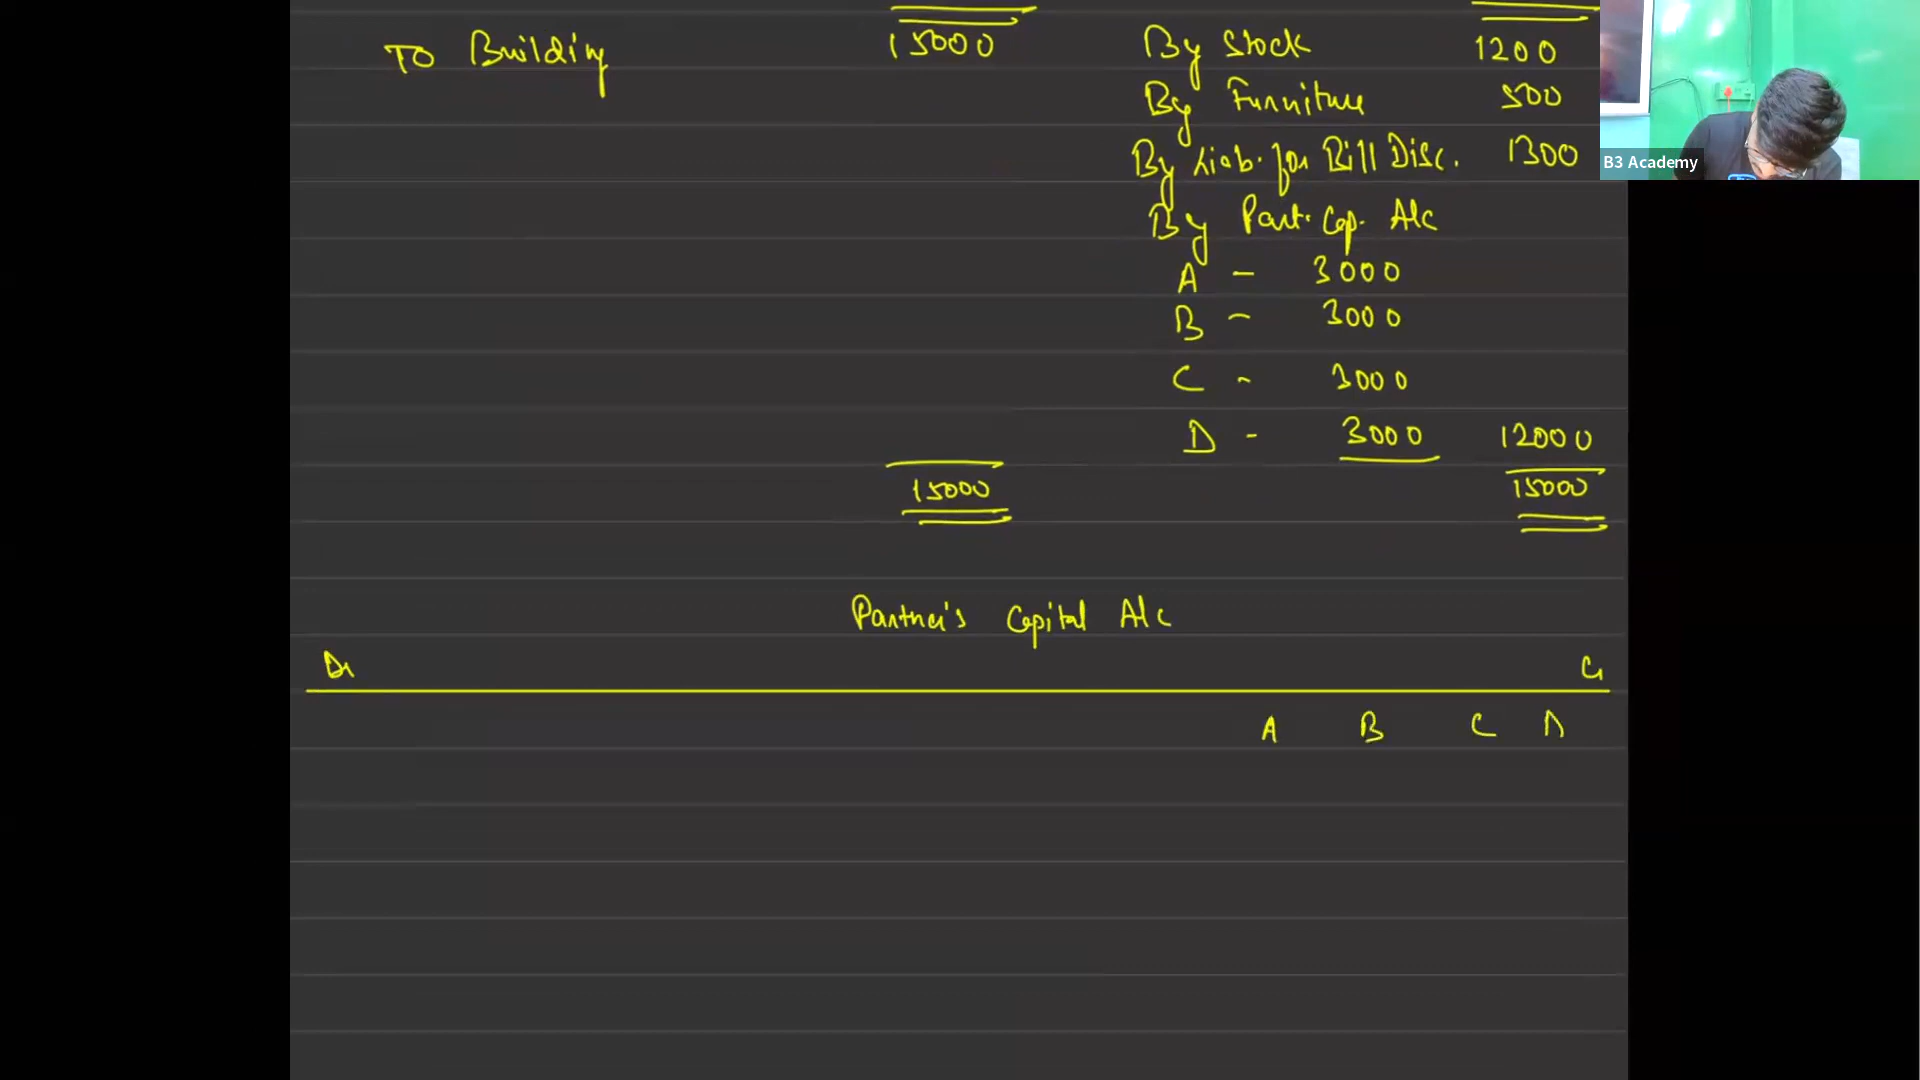 To Building 15000 By Stock 1200
By Furniture 500
By Liab. for Bill Disc. 1300
B3 Academy
By Part. Cap. A/c
A - 3000
B - 3000
C - 3000
D - 3000 12000
15000 15000
Partner's Capital A/c
Dr Cr
A B C D